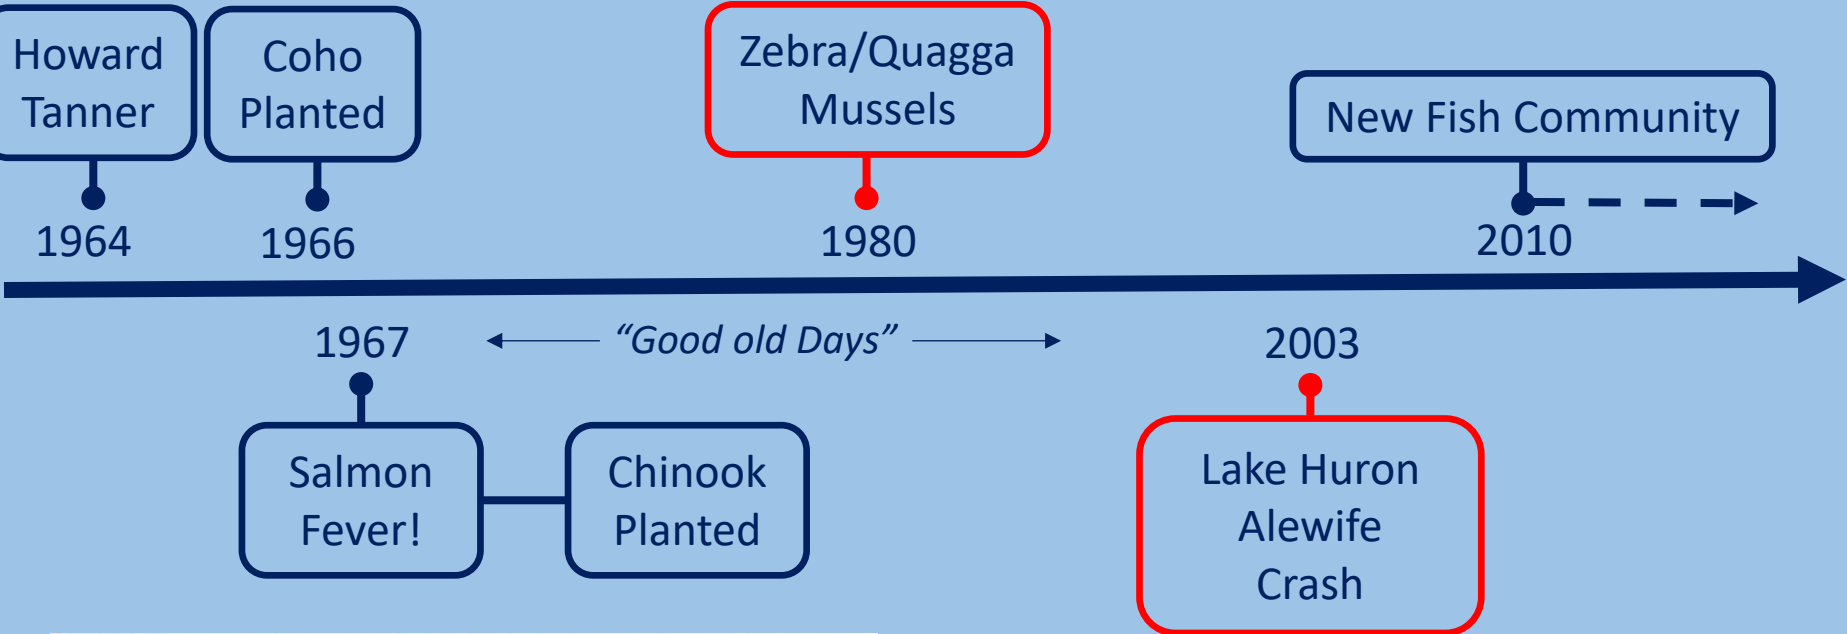 Howard
Tanner
Coho
Planted
Zebra/Quagga
Mussels
New Fish Community
1964
1966
1980
2010
1967
“Good old Days”
2003
Salmon
Fever!
Chinook
Planted
Lake Huron
Alewife
Crash